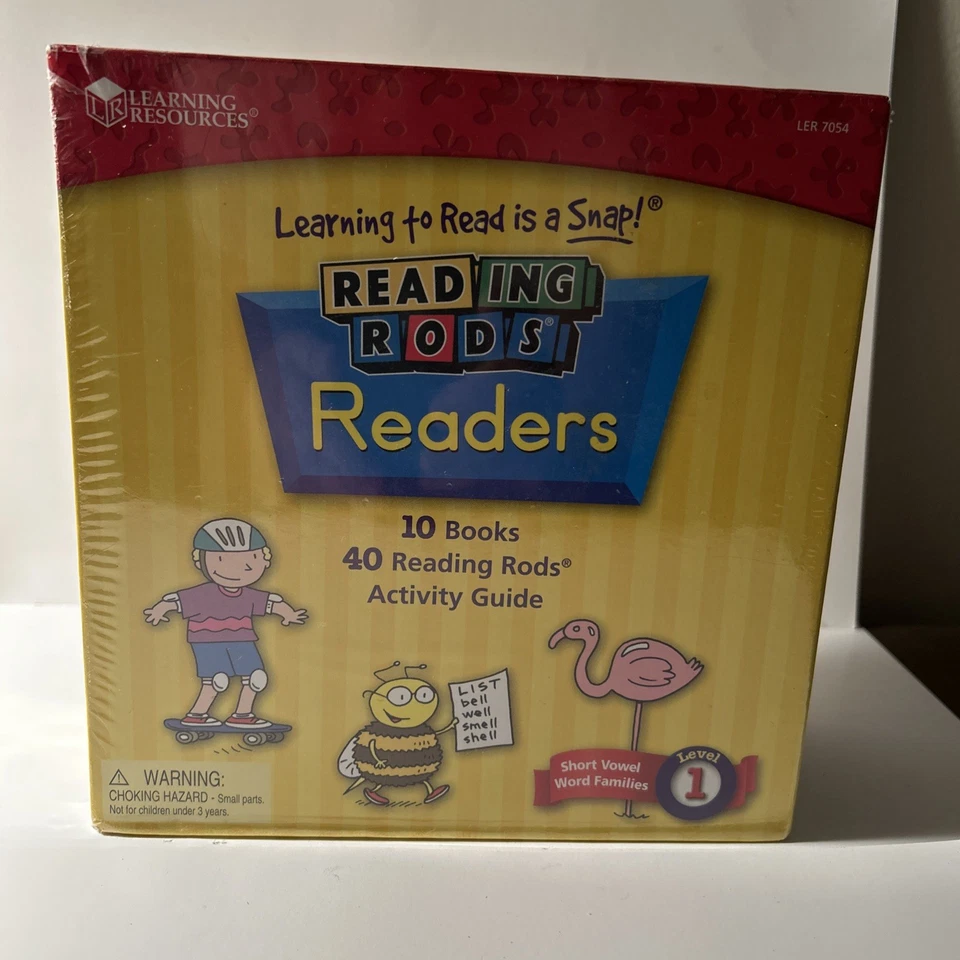 LR LEARNING
RESOURCES®
LER 7054
Learning to Read is a Snap!®
READING
RODS®
Readers
10 Books
40 Reading Rods®
Activity Guide
LIST
bell
well
smell
shell
Short Vowel
Word Families
Level
1
⚠ WARNING:
CHOKING HAZARD - Small parts.
Not for children under 3 years.